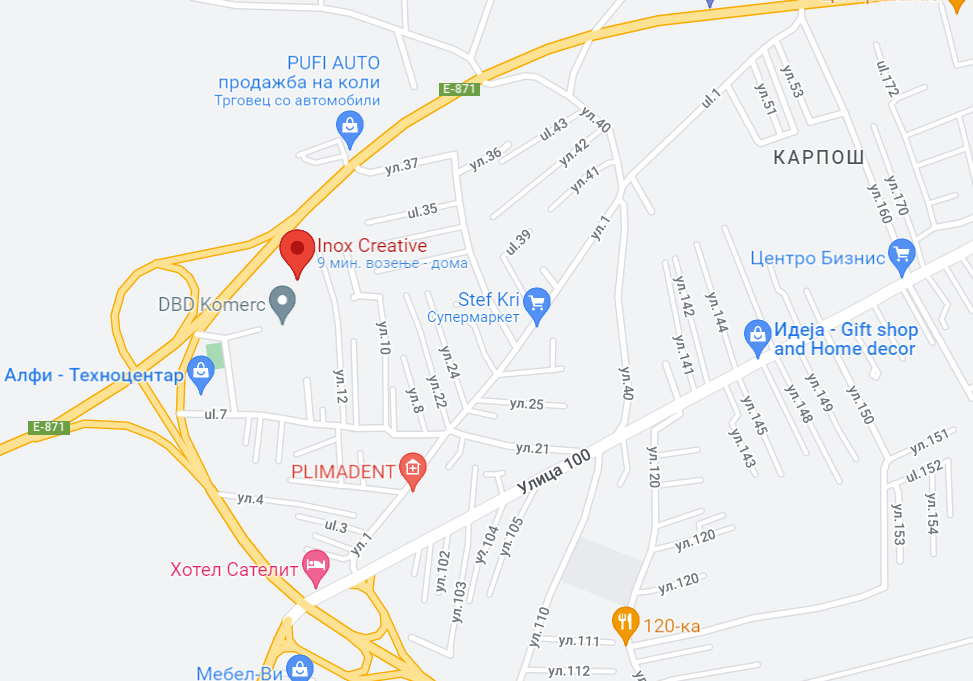 PUFI AUTO
продажба на коли
Трговец со автомобили
E-871
ул.40
ul.43
ул.42
ул.41
ул.36
ул.37
ul.35
ul.39
ul.1
ул.51
ул.53
ul.172
КАРПОШ
ул.170
ул.160
ул.1
Inox Creative
9 мин. возење - дома
DBD Komerc
Stef Kri
Супермаркет
Центро Бизнис
Идеја - Gift shop
and Home decor
ул.142
ул.144
ул.141
ул.10
ул.24
ул.22
ул.8
ул.12
ул.40
Алфи - Техноцентар
ul.7
E-871
ул.25
ул.21
ул.145
ул.143
ул.148
ул.149
ул.150
ул.151
ul.152
ул.153
ул.154
PLIMADENT
Улица 100
ул.120
ул.4
ul.3
ул.1
ул.102
ул.103
ул.104
ул.105
ул.120
ул.120
Хотел Сателит
ул.110
ул.111
ул.112
120-ка
Мебел-Ви